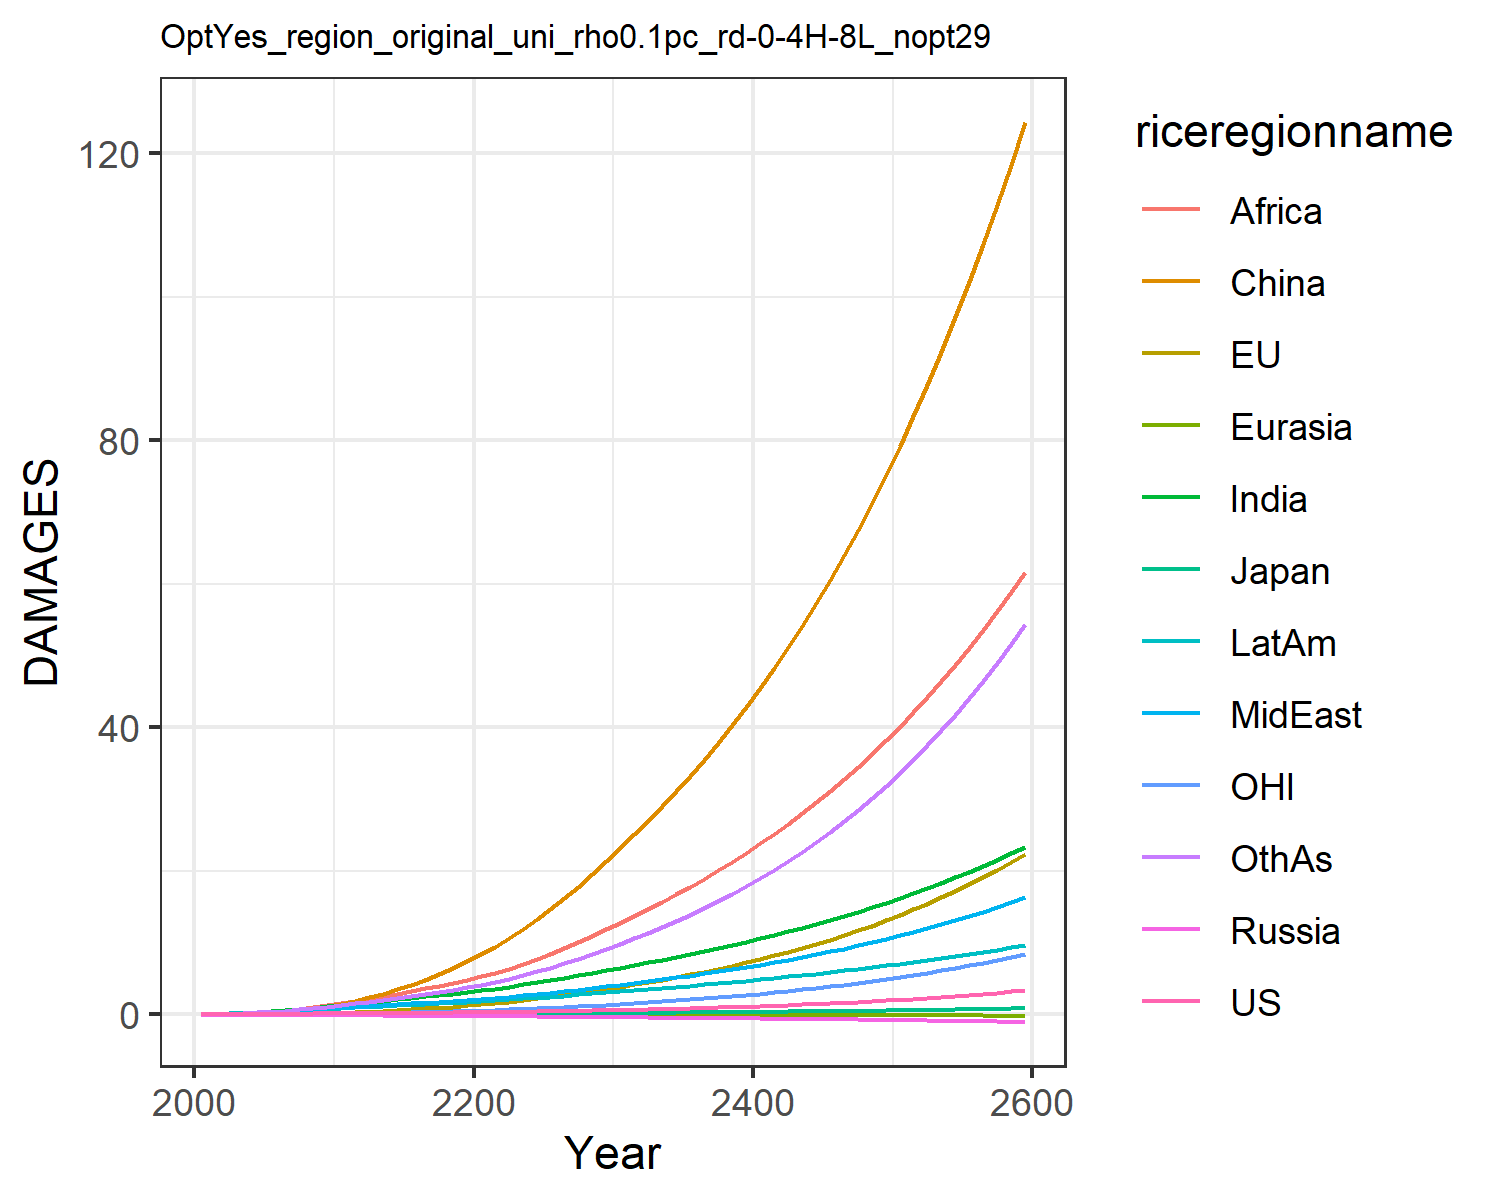 OptYes_region_original_uni_rho0.1pc_rd-0-4H-8L_nopt29
120
80
40
0
DAMAGES
2000 2200 2400 2600
Year
riceregionname
Africa
China
EU
Eurasia
India
Japan
LatAm
MidEast
OHI
OthAs
Russia
US